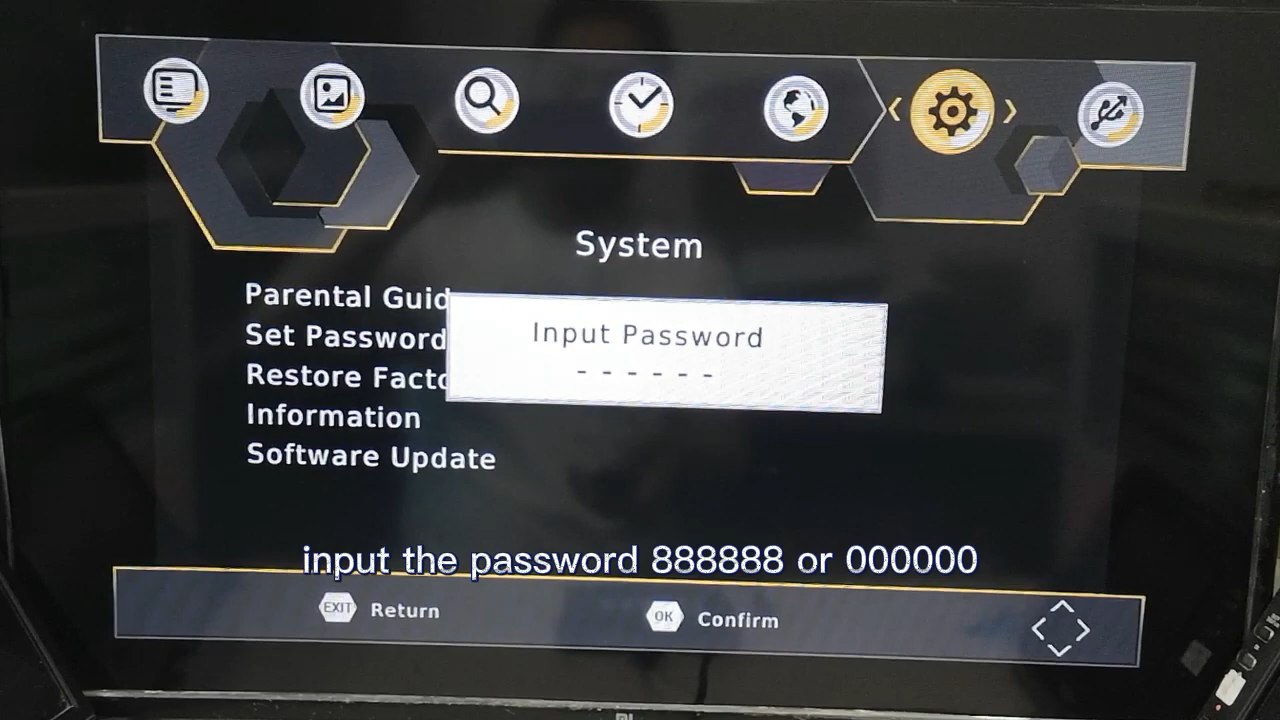 System
Parental Guid
Set Password
Restore Facto
Information
Software Update
Input Password
- - - - - -
input the password 888888 or 000000
EXIT Return
OK Confirm